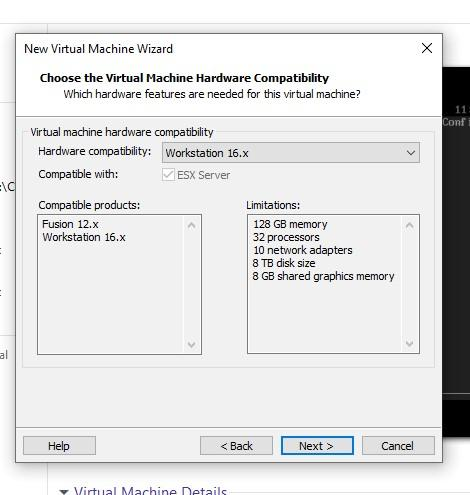 New Virtual Machine Wizard
Choose the Virtual Machine Hardware Compatibility
Which hardware features are needed for this virtual machine?
Virtual machine hardware compatibility
Hardware compatibility: Workstation 16.x
Compatible with: ESX Server
Compatible products: Limitations:
Fusion 12.x
Workstation 16.x
128 GB memory
32 processors
10 network adapters
8 TB disk size
8 GB shared graphics memory
Help < Back Next > Cancel
Virtual Machine Details
11
Conf
:\C
al